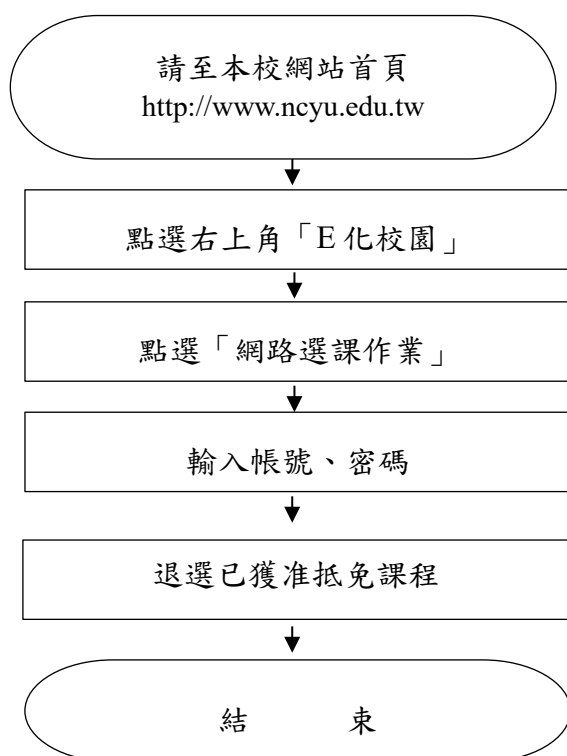 請至本校網站首頁
http://www.ncyu.edu.tw
點選右上角「E化校園」
點選「網路選課作業」
輸入帳號、密碼
退選已獲准抵免課程
結 束